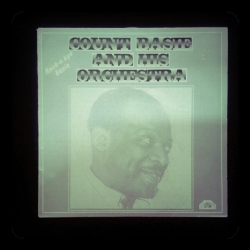 COUNT BASIE
AND HIS
ORCHESTRA